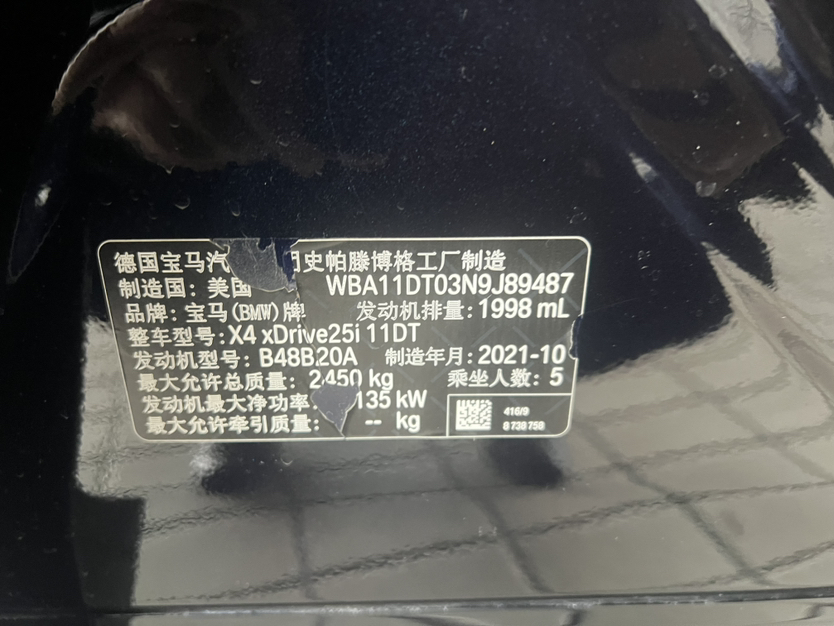 德国宝马汽 司史帕滕博格工厂制造
制造国: 美国 WBA11DT03N9J89487
品牌: 宝马(BMW)牌 发动机排量: 1998 mL
整车型号: X4 xDrive25i 11DT
发动机型号: B48B20A 制造年月: 2021-10
最大允许总质量: 2450 kg 乘坐人数: 5
发动机最大净功率: 135 kW
最大允许牵引质量: -- kg
416/9
8 739 758